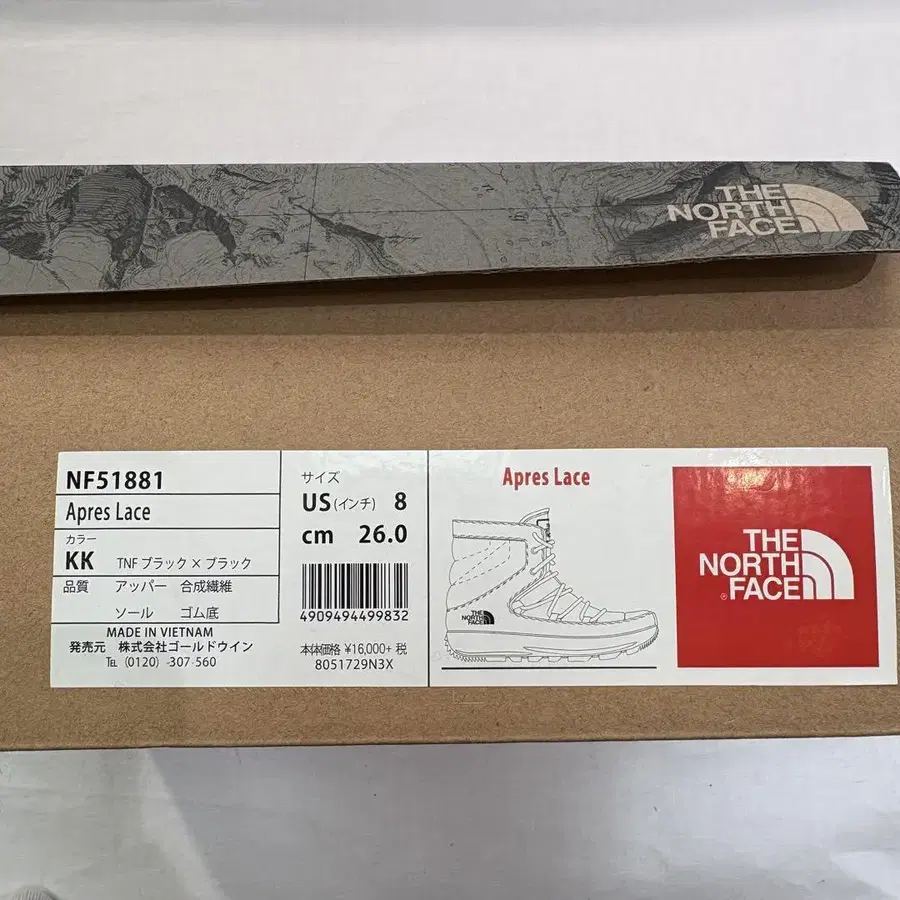 THE
NORTH
FACE
NF51881
Apres Lace
カラー
KK TNF ブラック × ブラック
品質 アッパー 合成繊維
ソール ゴム底
MADE IN VIETNAM
発売元 株式会社ゴールドウイン
TEL (0120) -307-560
サイズ
US (インチ) 8
cm 26.0
4909494499832
本体価格 ¥16,000+ 税
8051729N3X
Apres Lace
THE
NORTH
FACE
THE
NORTH
FACE®